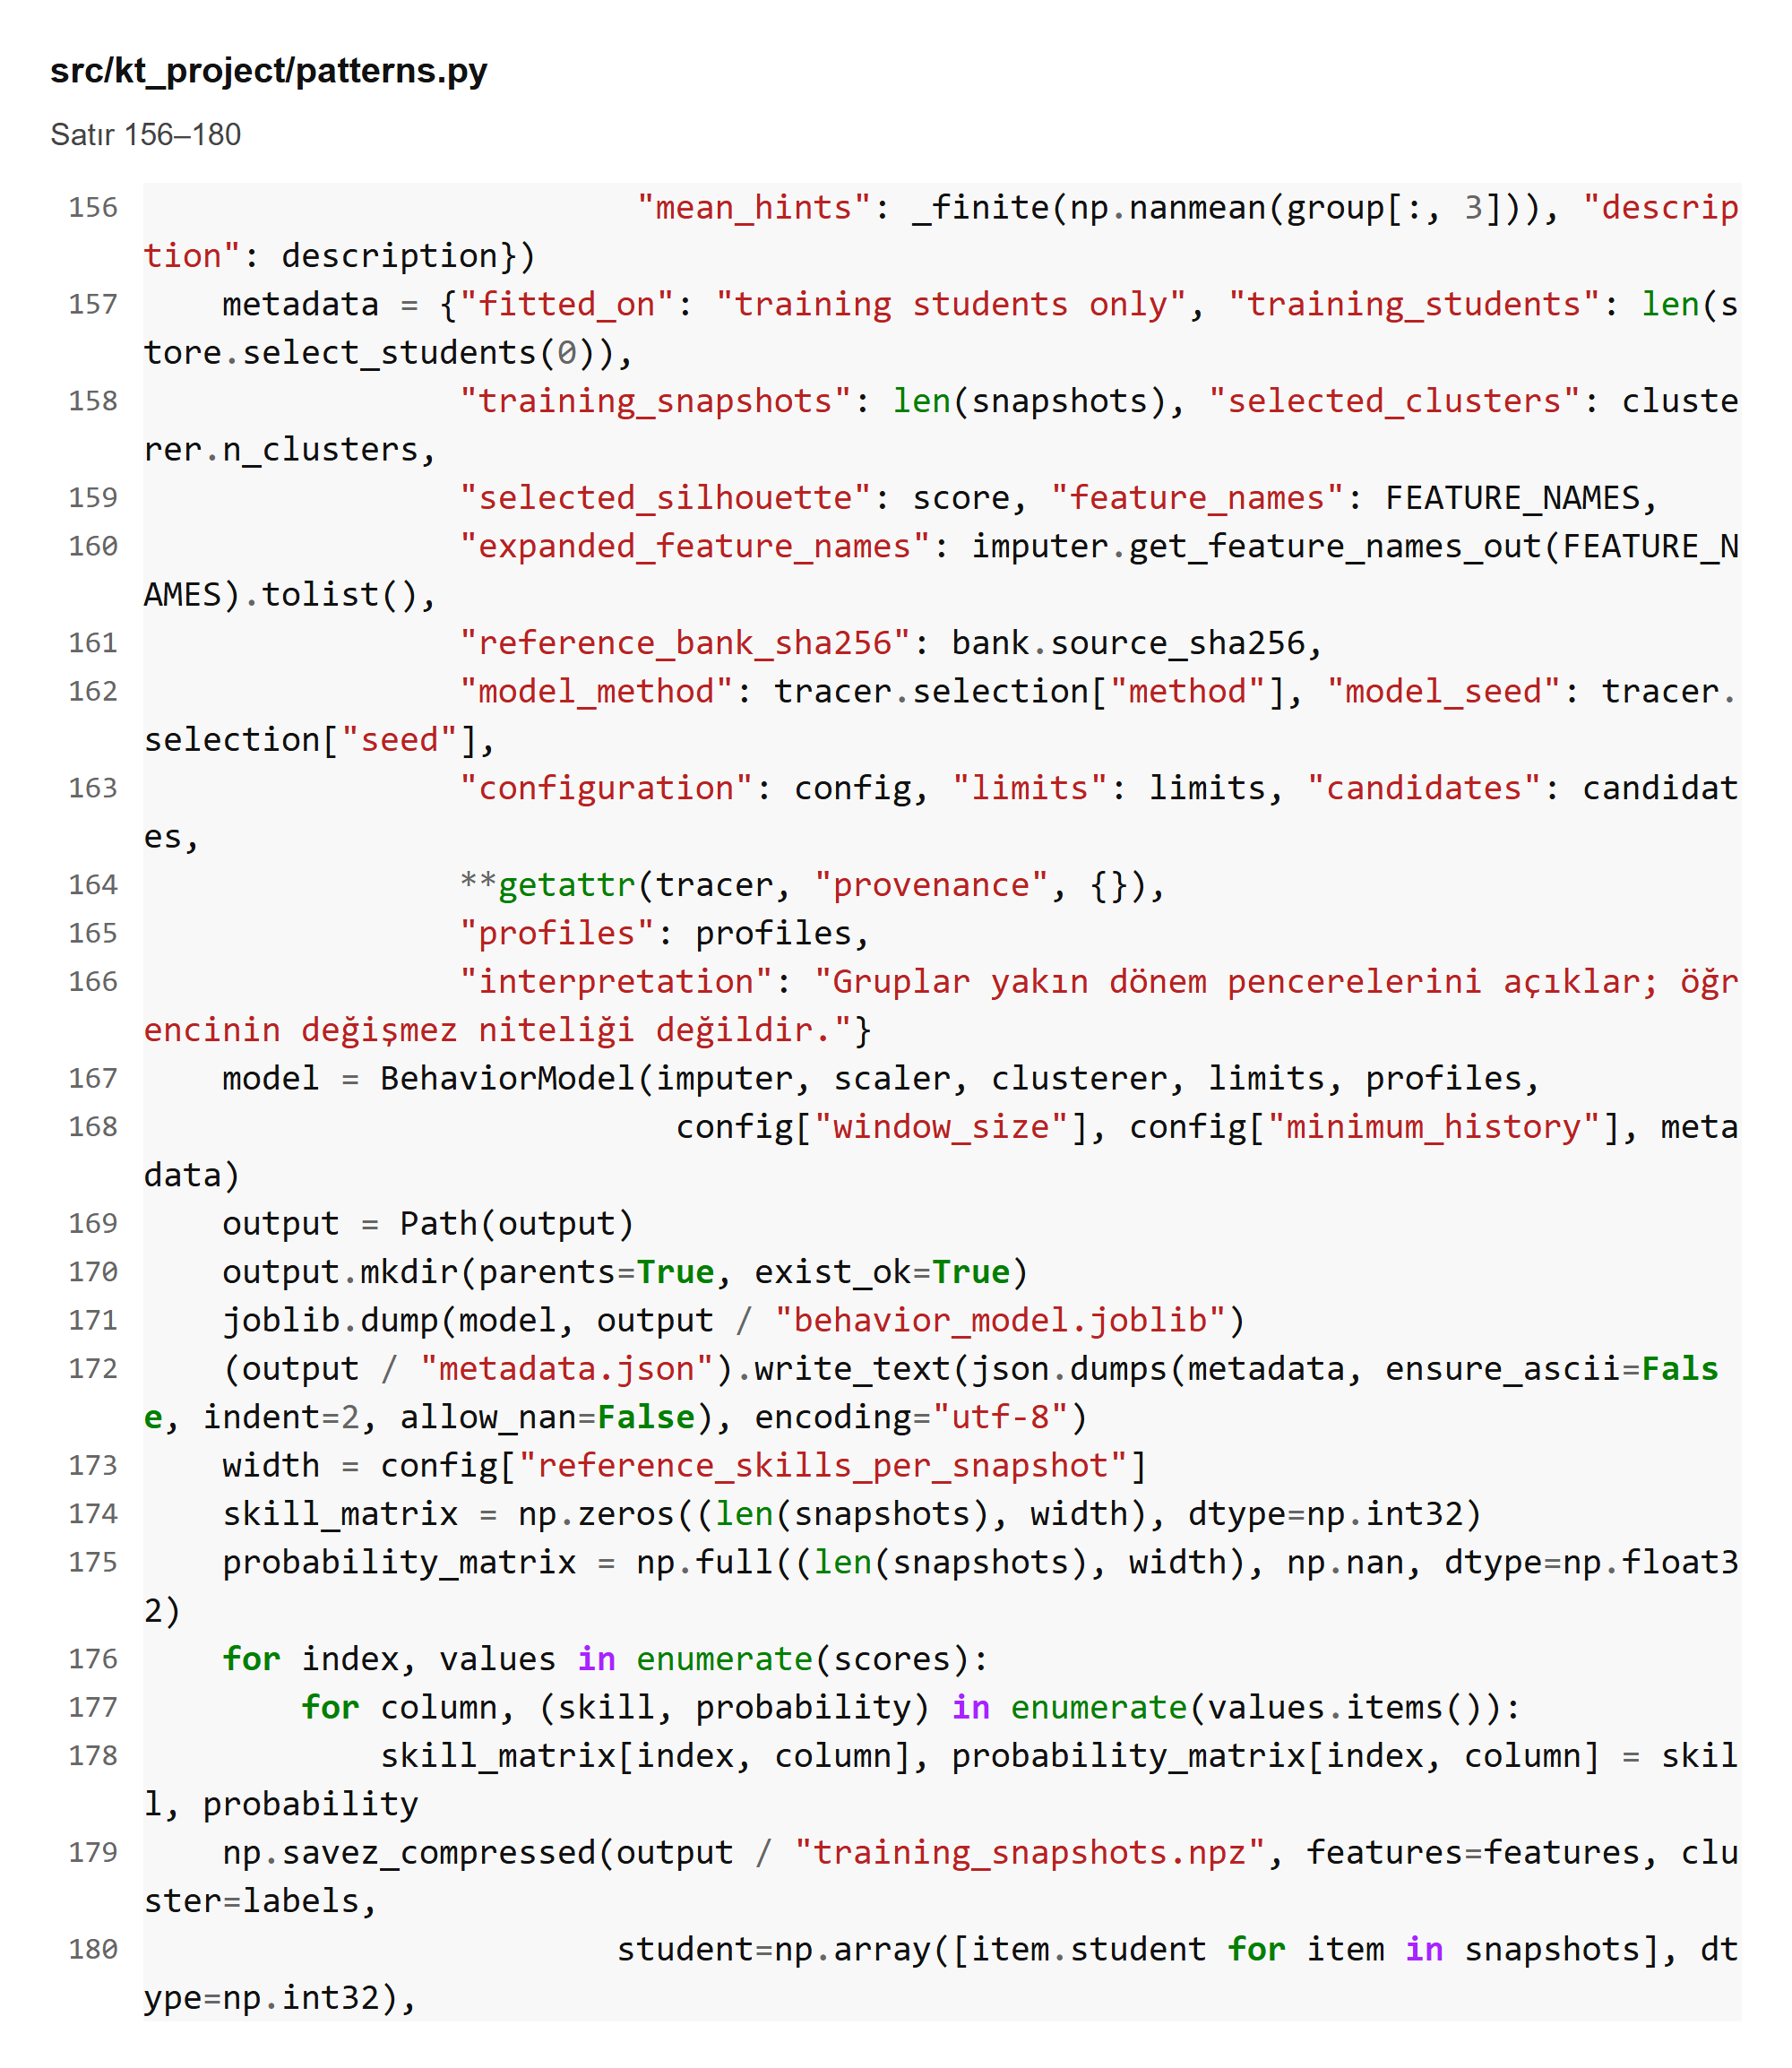 src/kt_project/patterns.py
Satır 156–180
156                          "mean_hints": _finite(np.nanmean(group[:, 3])), "descrip
tion": description})
157     metadata = {"fitted_on": "training students only", "training_students": len(s
tore.select_students(0)),
158                 "training_snapshots": len(snapshots), "selected_clusters": cluste
rer.n_clusters,
159                 "selected_silhouette": score, "feature_names": FEATURE_NAMES,
160                 "expanded_feature_names": imputer.get_feature_names_out(FEATURE_N
AMES).tolist(),
161                 "reference_bank_sha256": bank.source_sha256,
162                 "model_method": tracer.selection["method"], "model_seed": tracer.
selection["seed"],
163                 "configuration": config, "limits": limits, "candidates": candidat
es,
164                 **getattr(tracer, "provenance", {}),
165                 "profiles": profiles,
166                 "interpretation": "Gruplar yakın dönem pencerelerini açıklar; öğr
encinin değişmez niteliği değildir."}
167     model = BehaviorModel(imputer, scaler, clusterer, limits, profiles,
168                           config["window_size"], config["minimum_history"], meta
data)
169     output = Path(output)
170     output.mkdir(parents=True, exist_ok=True)
171     joblib.dump(model, output / "behavior_model.joblib")
172     (output / "metadata.json").write_text(json.dumps(metadata, ensure_ascii=Fals
e, indent=2, allow_nan=False), encoding="utf-8")
173     width = config["reference_skills_per_snapshot"]
174     skill_matrix = np.zeros((len(snapshots), width), dtype=np.int32)
175     probability_matrix = np.full((len(snapshots), width), np.nan, dtype=np.float3
2)
176     for index, values in enumerate(scores):
177         for column, (skill, probability) in enumerate(values.items()):
178             skill_matrix[index, column], probability_matrix[index, column] = skil
l, probability
179     np.savez_compressed(output / "training_snapshots.npz", features=features, clu
ster=labels,
180                         student=np.array([item.student for item in snapshots], dt
ype=np.int32),